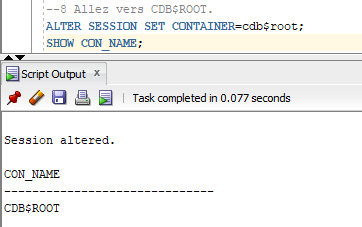 --8 Allez vers CDB$ROOT.
ALTER SESSION SET CONTAINER=cdb$root;
SHOW CON_NAME;
Script Output x
Task completed in 0.077 seconds
Session altered.
CON_NAME
------------------------------
CDB$ROOT